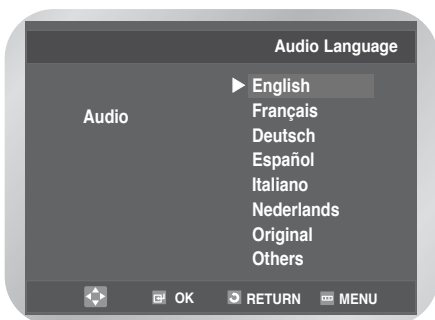 Audio Language
English
Audio
Français
Deutsch
Español
Italiano
Nederlands
Original
Others
OK RETURN MENU